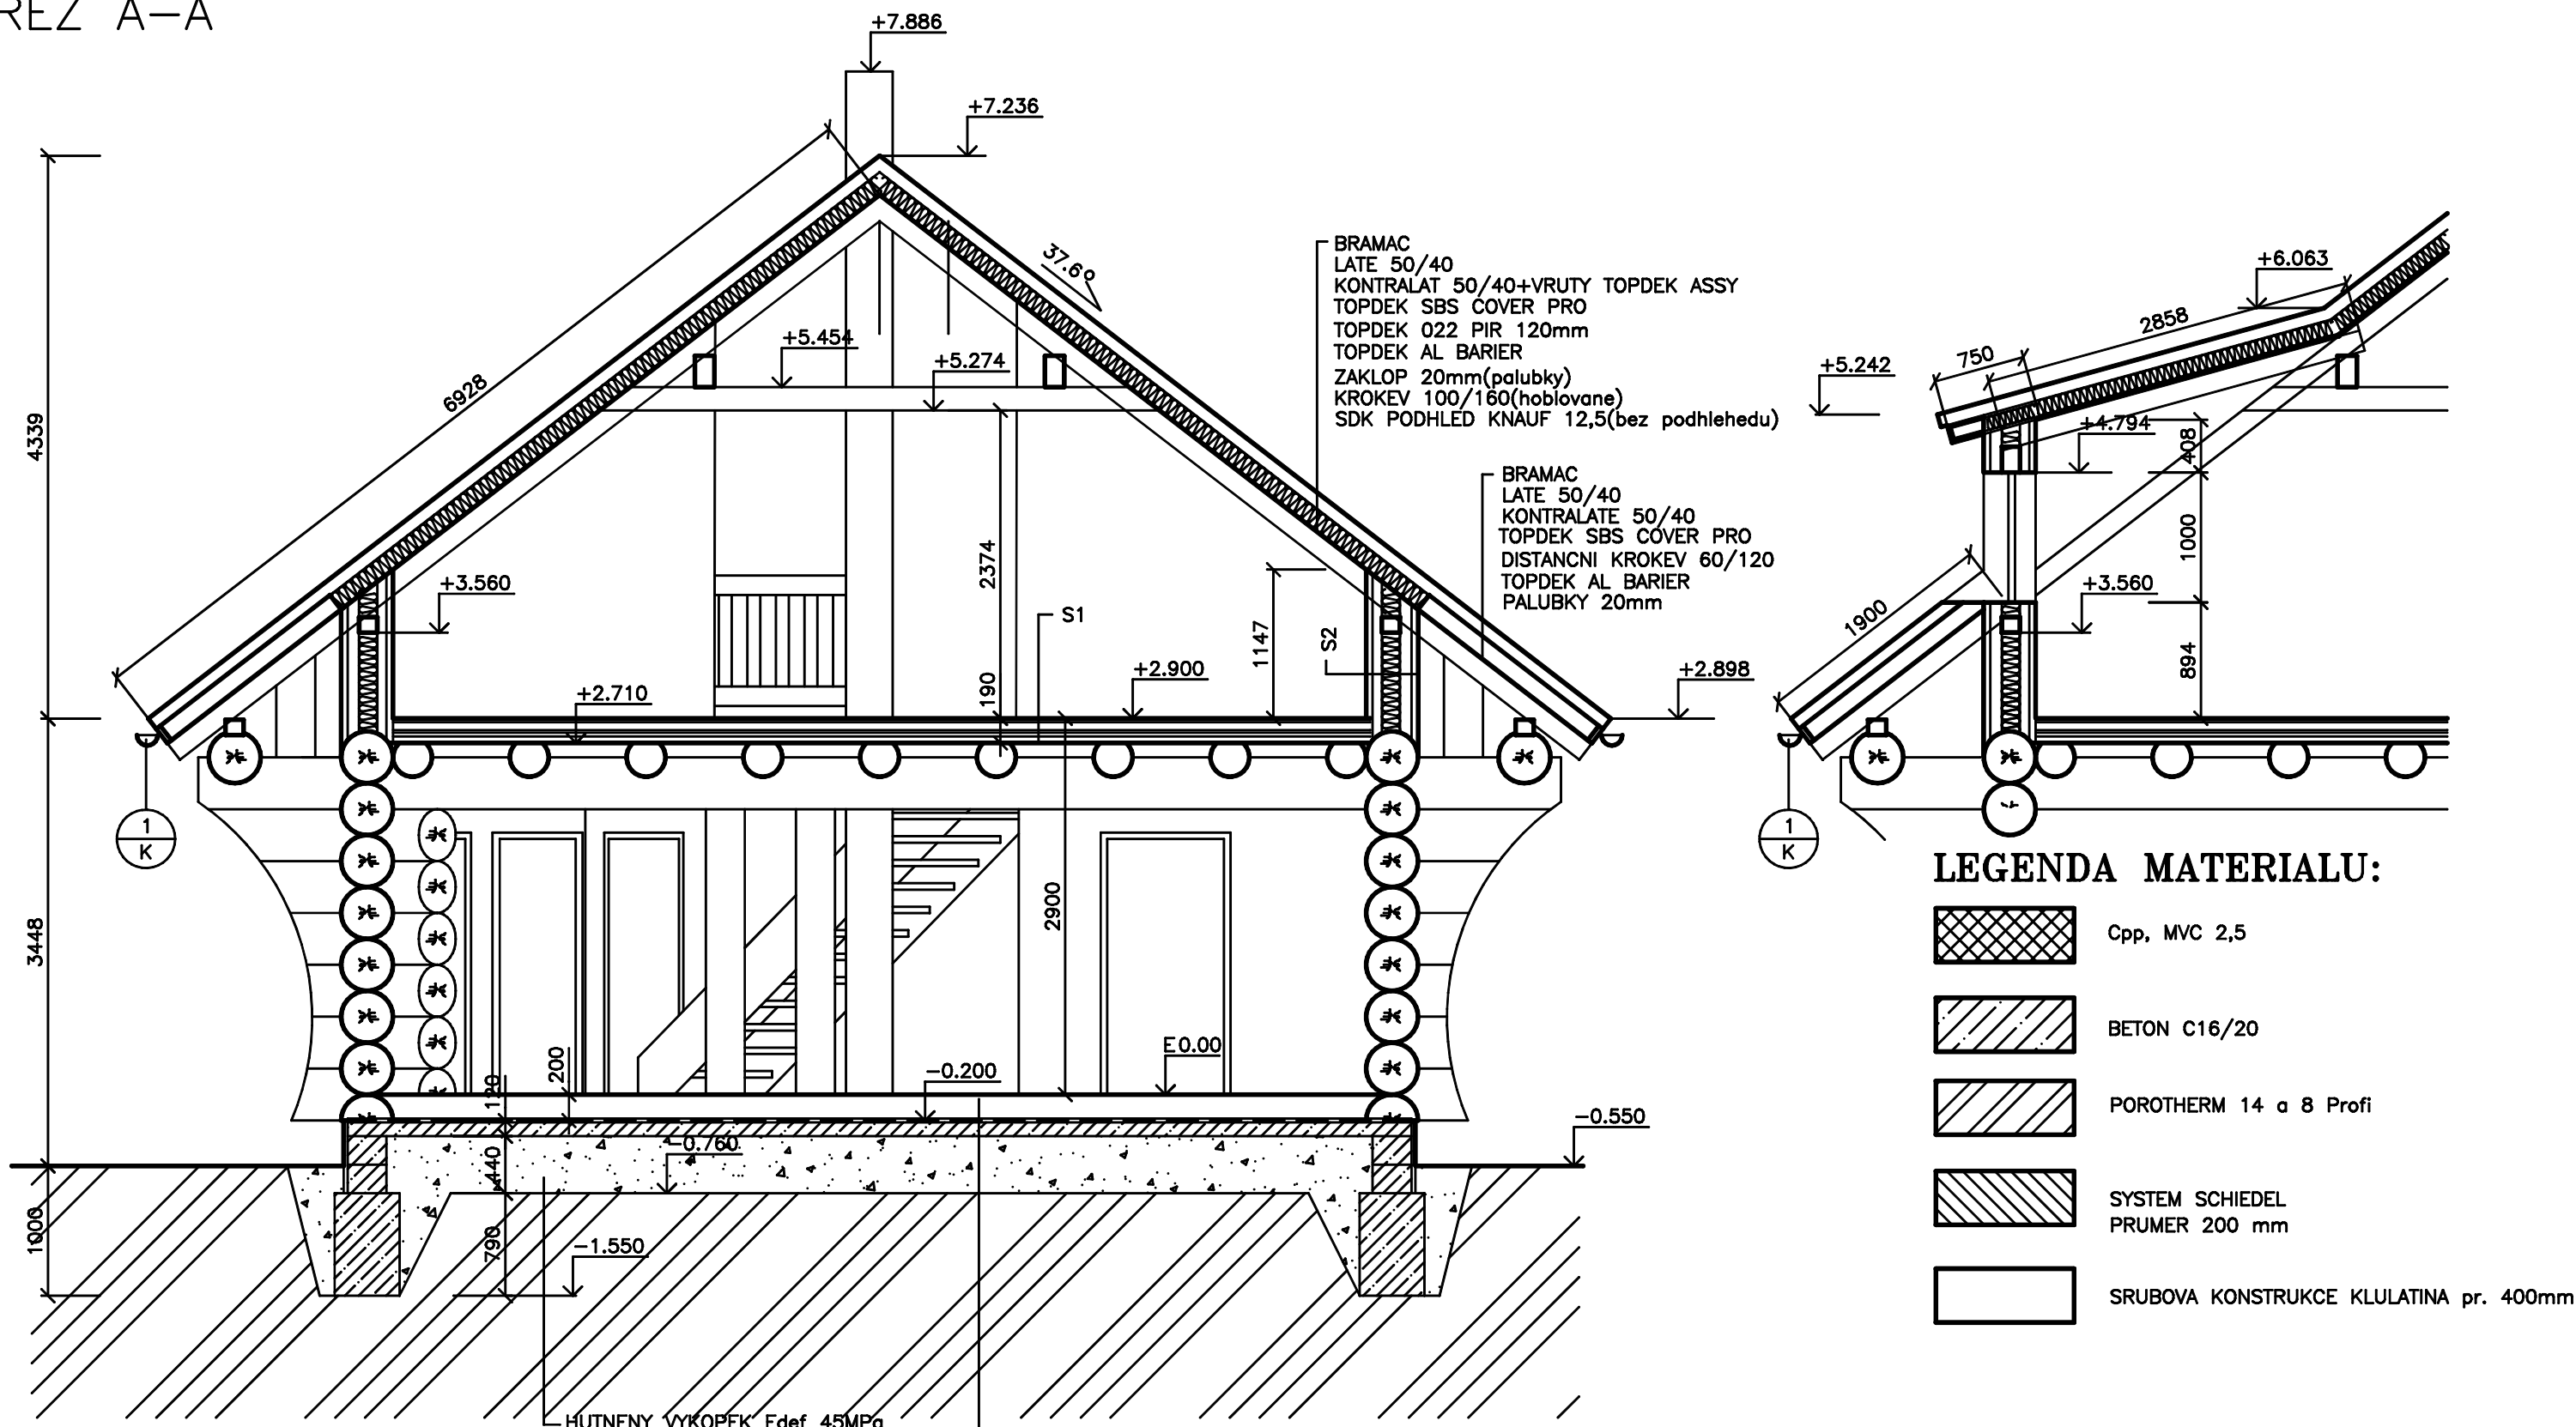 REZ A-A
+7.886
+7.236
6928
37.6°
4339
+5.454
+5.274
BRAMAC
LATE 50/40
KONTRALAT 50/40+VRUTY TOPDEK ASSY
TOPDEK SBS COVER PRO
TOPDEK 022 PIR 120mm
TOPDEK AL BARIER
ZAKLOP 20mm(palubky)
KROKEV 100/160(hoblovane)
SDK PODHLED KNAUF 12,5(bez podhlehedu)
BRAMAC
LATE 50/40
KONTRALATE 50/40
TOPDEK SBS COVER PRO
DISTANCNI KROKEV 60/120
TOPDEK AL BARIER
PALUBKY 20mm
+3.560
2374
S1
1147
S2
190
+2.710
+2.900
+2.898
1
K
3448
2900
120
200
-0.200
E0.00
-0.550
-0.760
440
1000
790
-1.550
HUTNENY VYKOPEK Edef 45MPa
+6.063
2858
750
+5.242
+4.794
408
1000
+3.560
1900
894
1
K
LEGENDA MATERIALU:
Cpp, MVC 2,5
BETON C16/20
POROTHERM 14 a 8 Profi
SYSTEM SCHIEDEL
PRUMER 200 mm
SRUBOVA KONSTRUKCE KLULATINA pr. 400mm